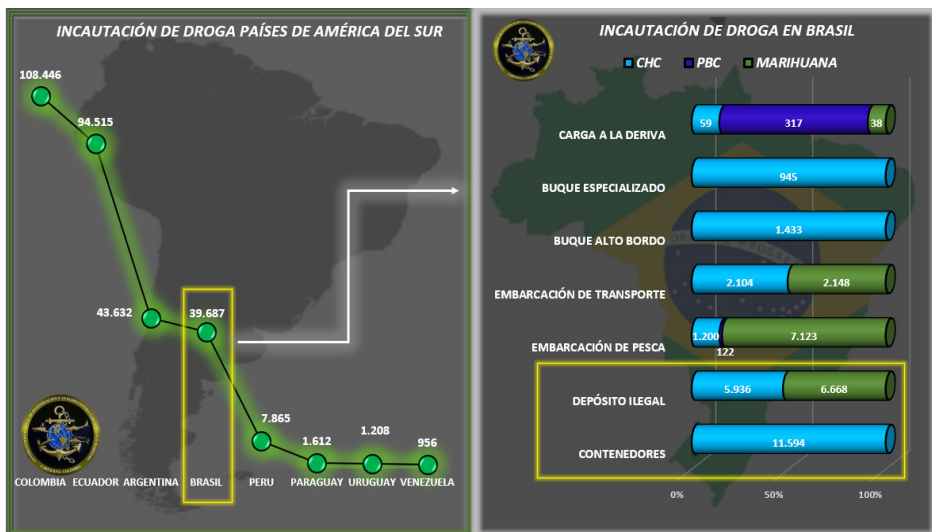 INCAUTACIÓN DE DROGA PAÍSES DE AMÉRICA DEL SUR
108.446
94.515
43.632
39.687
7.865
1.612
1.208
956
COLOMBIA ECUADOR ARGENTINA BRASIL PERU PARAGUAY URUGUAY VENEZUELA
INCAUTACIÓN DE DROGA EN BRASIL
CHC PBC MARIHUANA
CARGA A LA DERIVA 59 317 38
BUQUE ESPECIALIZADO 945
BUQUE ALTO BORDO 1.433
EMBARCACIÓN DE TRANSPORTE 2.104 2.148
EMBARCACIÓN DE PESCA 1.200 122 7.123
DEPÓSITO ILEGAL 5.936 6.668
CONTENEDORES 11.594
0% 50% 100%